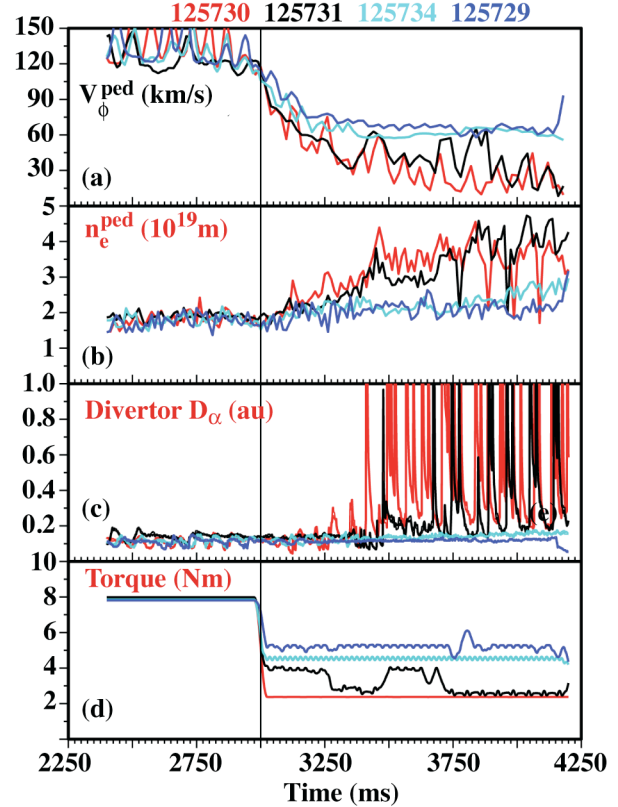 125730 125731 125734 125729
150
120
90
60
30
V_ϕ^ped (km/s)
(a)
5
4
3
2
1
n_e^ped (10^19m)
(b)
1.0
0.8
0.6
0.4
0.2
Divertor D_α (au)
(c)
(e)
10
8
6
4
2
Torque (Nm)
(d)
2250 2750 3250 3750 4250
Time (ms)